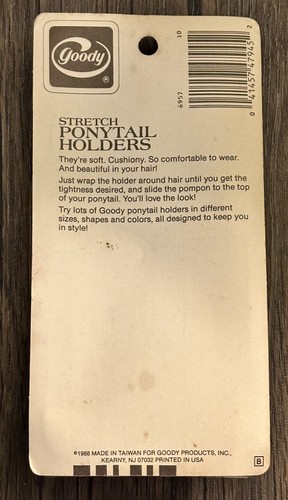 Goody
®
10
6957
0 41457 47945 2
STRETCH
PONYTAIL
HOLDERS
They're soft. Cushiony. So comfortable to wear.
And beautiful in your hair!
Just wrap the holder around hair until you get the
tightness desired, and slide the pompon to the top
of your ponytail. You'll love the look!
Try lots of Goody ponytail holders in different
sizes, shapes and colors, all designed to keep you
in style!
©1988 MADE IN TAIWAN FOR GOODY PRODUCTS, INC.,
KEARNY, NJ 07032 PRINTED IN USA
B